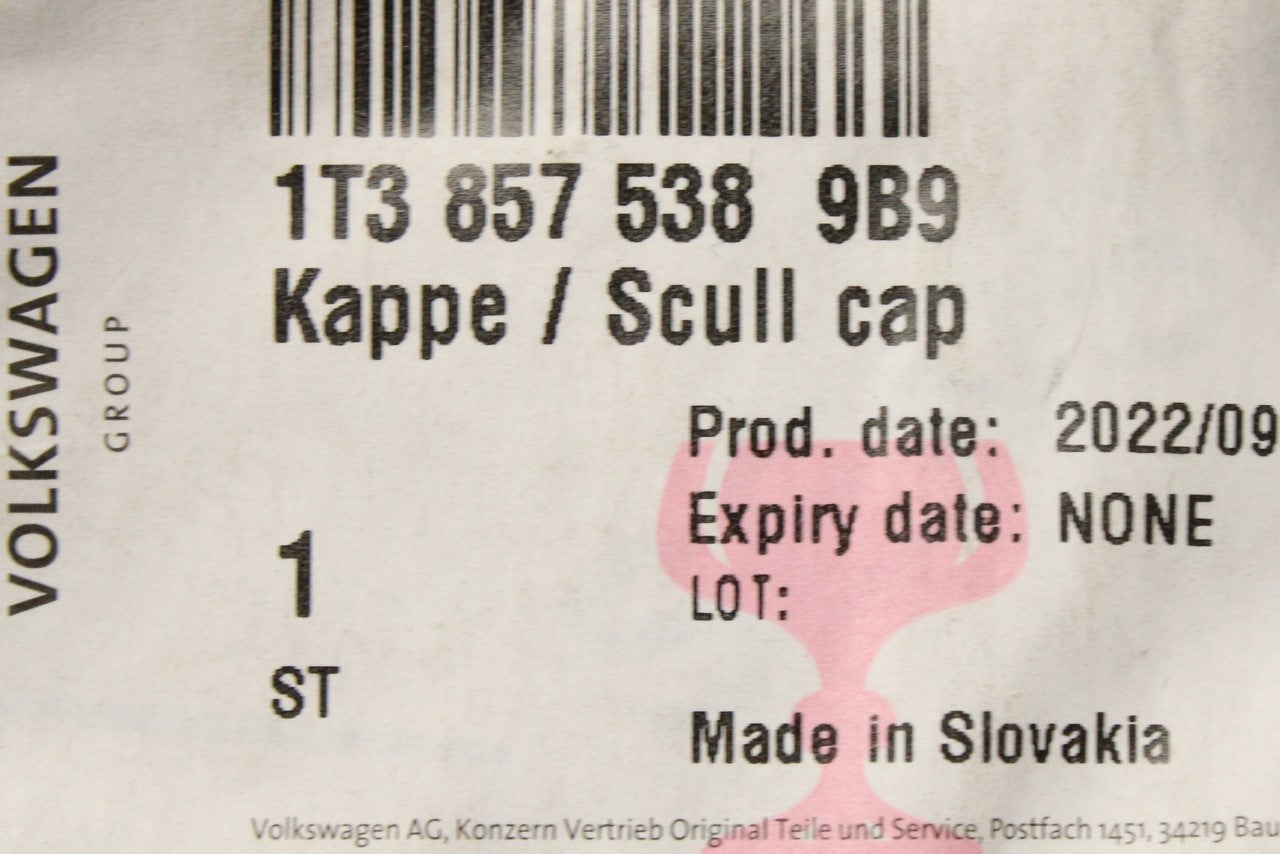 VOLKSWAGEN
GROUP
1T3 857 538 9B9
Kappe / Scull cap
Prod. date: 2022/09
Expiry date: NONE
LOT:
1
ST
Made in Slovakia
Volkswagen AG, Konzern Vertrieb Original Teile und Service, Postfach 1451, 34219 Bau